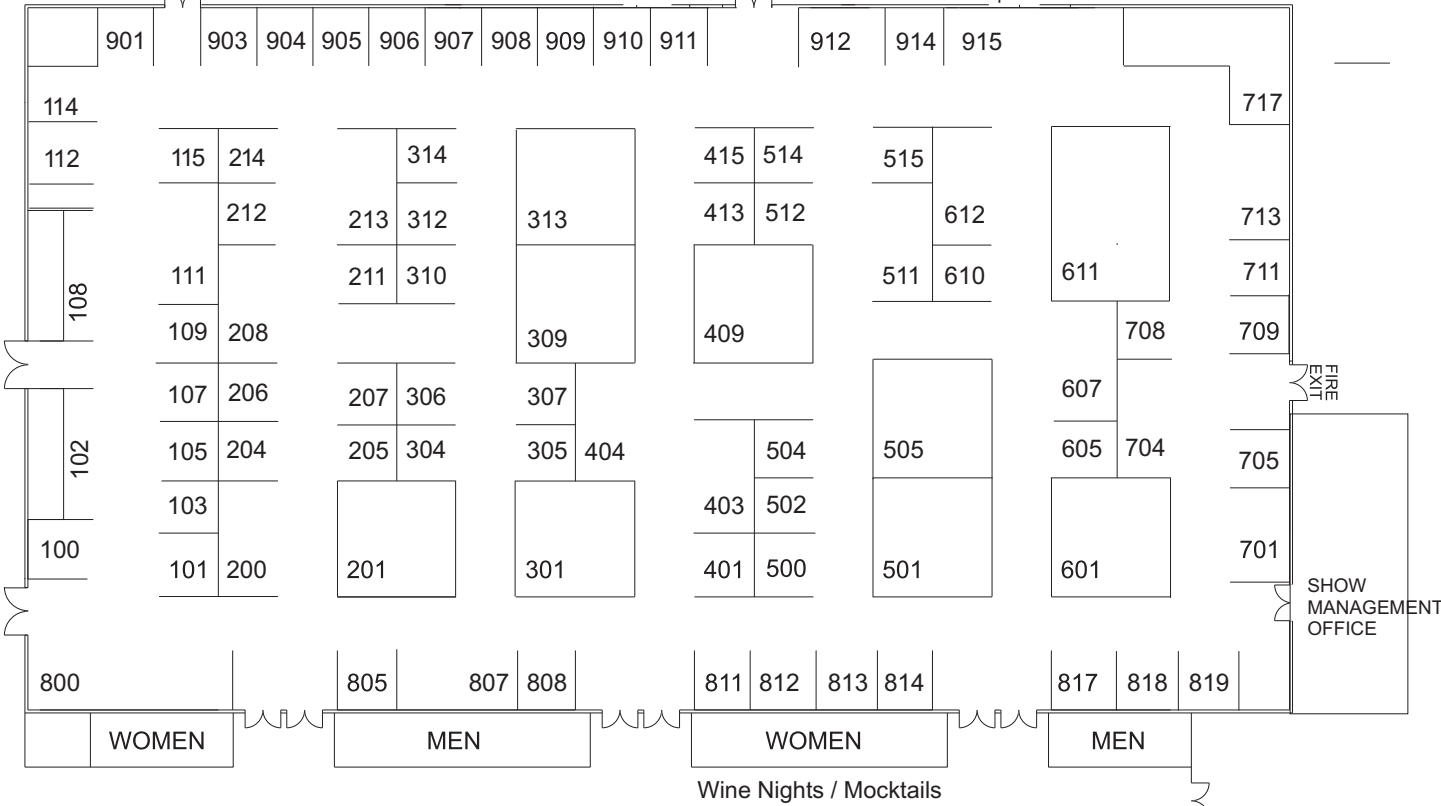 901 903 904 905 906 907 908 909 910 911 912 914 915
114 717
112 115 214 314 415 514 515
212 213 312 313 413 512 612 713
111 211 310 511 610 611 711
108
109 208 309 409 708 709
FIRE
EXIT
107 206 207 306 307 607
102
105 204 205 304 305 404 504 505 605 704 705
103 403 502
100 101 200 201 301 401 500 501 601 701
SHOW
MANAGEMENT
OFFICE
800 805 807 808 811 812 813 814 817 818 819
WOMEN MEN WOMEN MEN
Wine Nights / Mocktails